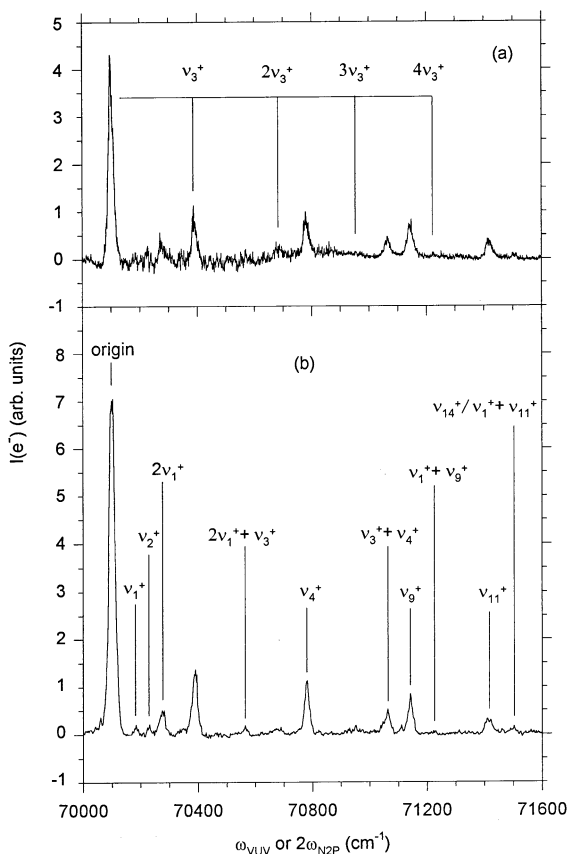 5
(a)
ν₃⁺ 2ν₃⁺ 3ν₃⁺ 4ν₃⁺
4
3
2
1
0
-1
8
origin
(b)
7
ν₁₄⁺/ν₁⁺+ ν₁₁⁺
6
ν₁⁺+ ν₉⁺
2ν₁⁺
5
ν₂⁺ 2ν₁⁺+ ν₃⁺ ν₃⁺+ ν₄⁺
4
3
ν₁⁺ ν₄⁺ ν₉⁺ ν₁₁⁺
2
1
0
-1
I(e⁻) (arb. units)
70000 70400 70800 71200 71600
ω_VUV or 2ω_N2P (cm⁻¹)